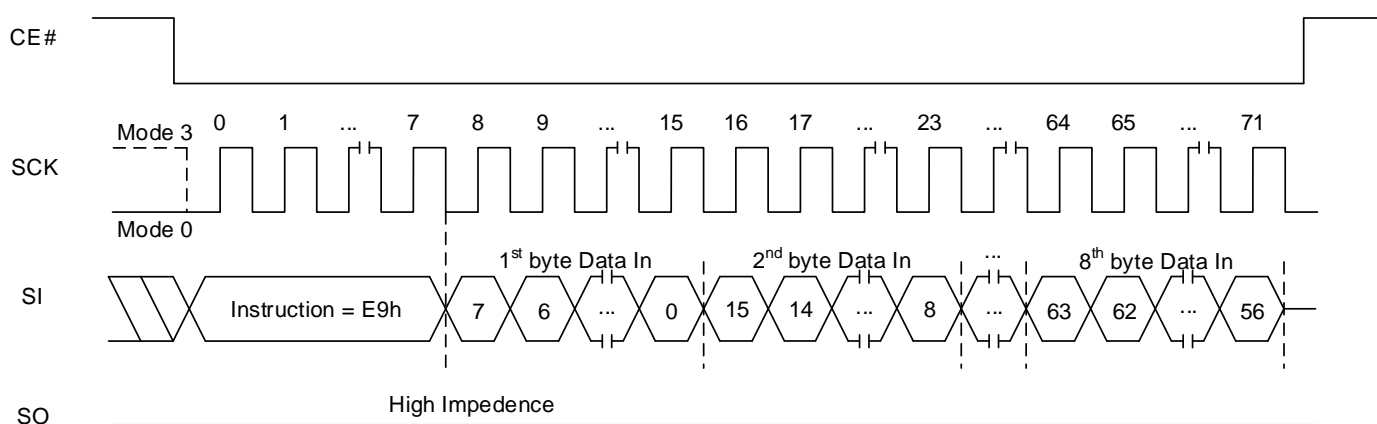 CE#
0 1 ... 7 8 9 ... 15 16 17 ... 23 ... 64 65 ... 71
Mode 3
SCK
Mode 0
1st byte Data In 2nd byte Data In ... 8th byte Data In
SI Instruction = E9h 7 6 ... 0 15 14 ... 8 ... 63 62 ... 56
High Impedence
SO